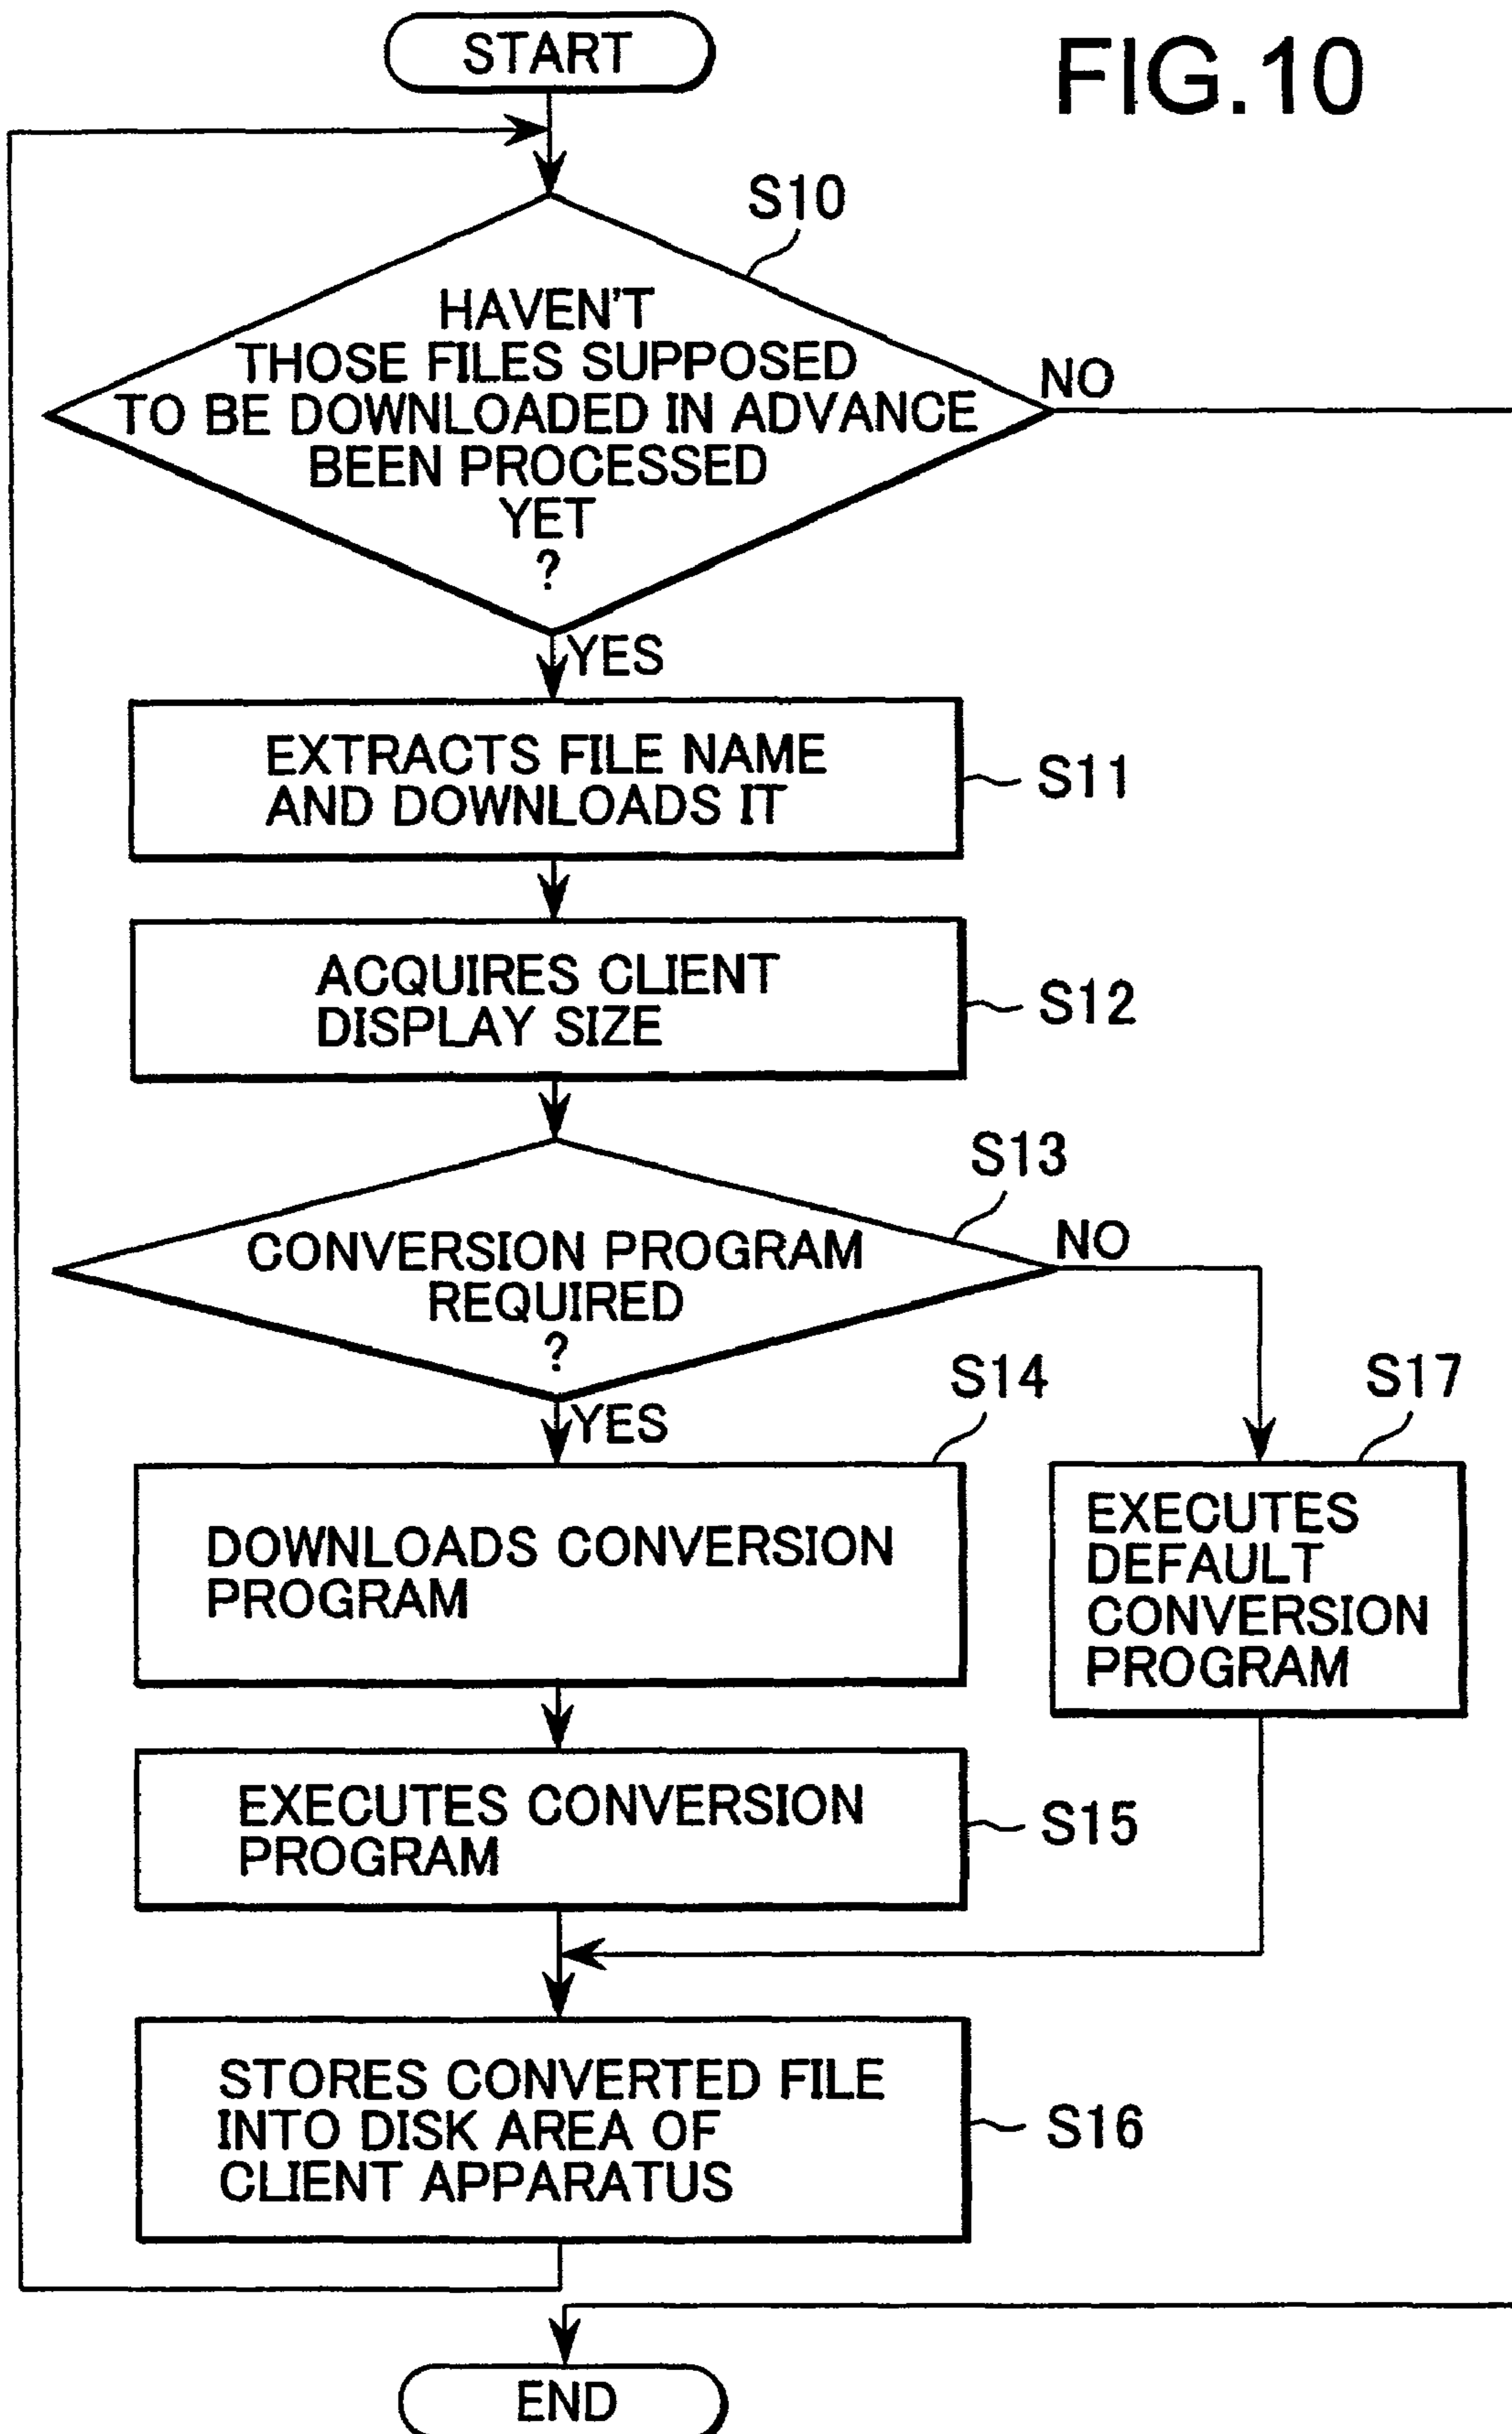 START
FIG.10
S10
HAVEN'T
THOSE FILES SUPPOSED
TO BE DOWNLOADED IN ADVANCE
BEEN PROCESSED
YET
?
NO
YES
EXTRACTS FILE NAME
AND DOWNLOADS IT
S11
ACQUIRES CLIENT
DISPLAY SIZE
S12
S13
CONVERSION PROGRAM
REQUIRED
?
NO
YES
S14
DOWNLOADS CONVERSION
PROGRAM
S17
EXECUTES
DEFAULT
CONVERSION
PROGRAM
EXECUTES CONVERSION
PROGRAM
S15
STORES CONVERTED FILE
INTO DISK AREA OF
CLIENT APPARATUS
S16
END